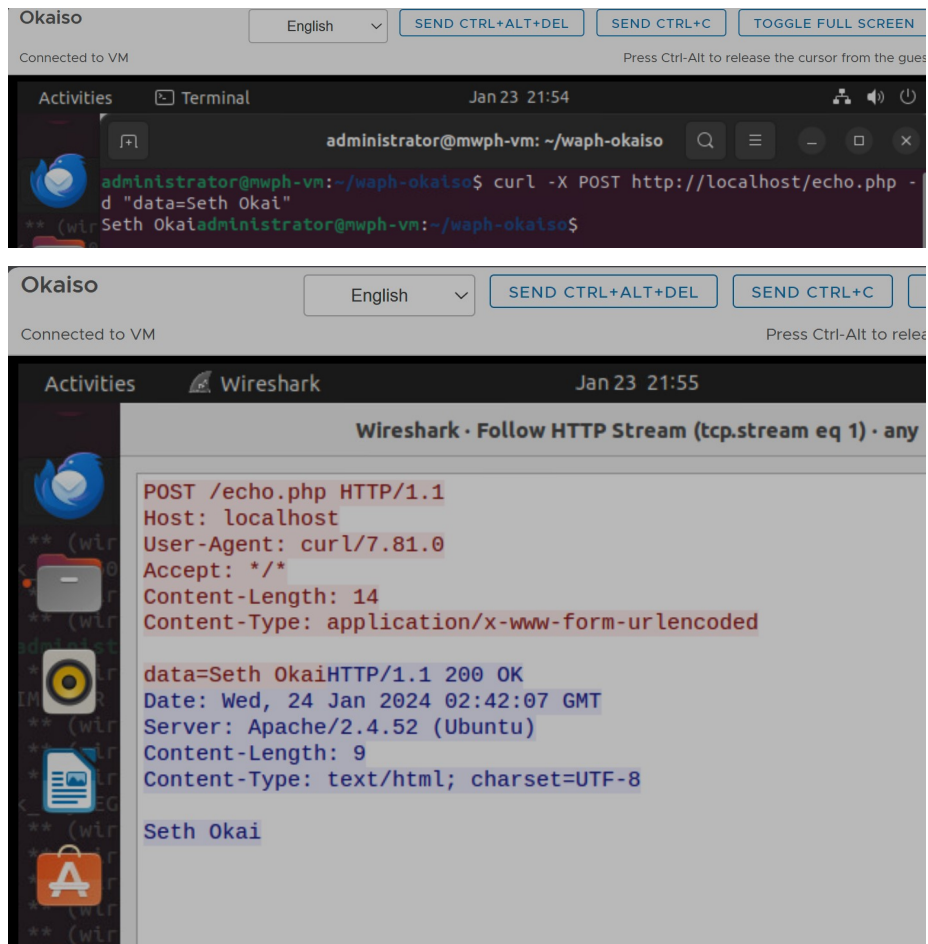 Okaiso
English
SEND CTRL+ALT+DEL
SEND CTRL+C
TOGGLE FULL SCREEN
Connected to VM
Press Ctrl-Alt to release the cursor from the gues
Activities
Terminal
Jan 23 21:54
administrator@mwph-vm: ~/waph-okaiso
administrator@mwph-vm:~/waph-okaiso$ curl -X POST http://localhost/echo.php -
d "data=Seth Okai"
** (wir
Seth Okaiadministrator@mwph-vm:~/waph-okaiso$
Okaiso
English
SEND CTRL+ALT+DEL
SEND CTRL+C
Connected to VM
Press Ctrl-Alt to relea
Activities
Wireshark
Jan 23 21:55
Wireshark · Follow HTTP Stream (tcp.stream eq 1) · any
POST /echo.php HTTP/1.1
Host: localhost
User-Agent: curl/7.81.0
Accept: */*
Content-Length: 14
Content-Type: application/x-www-form-urlencoded
data=Seth OkaiHTTP/1.1 200 OK
Date: Wed, 24 Jan 2024 02:42:07 GMT
Server: Apache/2.4.52 (Ubuntu)
Content-Length: 9
Content-Type: text/html; charset=UTF-8
Seth Okai
** (wir
** (wir
** (wir
** (wir
** (wir